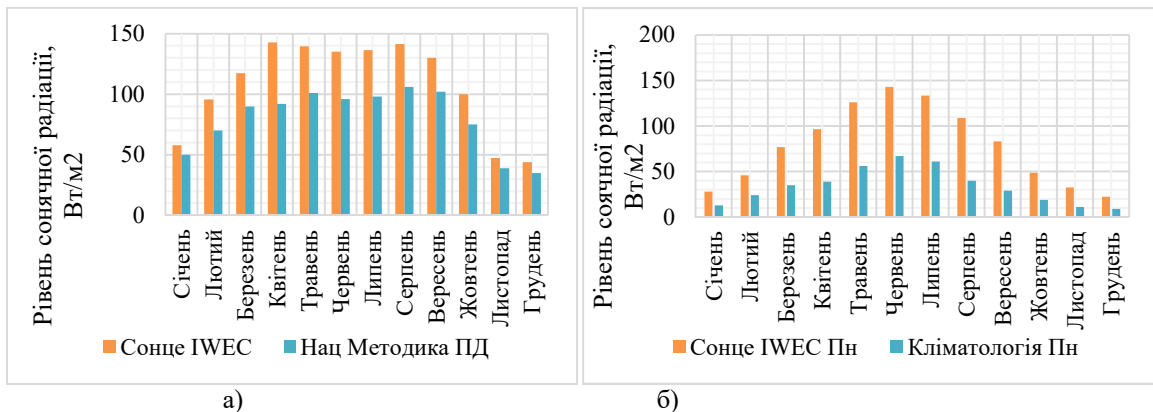 Рівень сонячної радіації,
Вт/м2
150
100
50
0
Січень
Лютий
Березень
Квітень
Травень
Червень
Липень
Серпень
Вересень
Жовтень
Листопад
Грудень
Сонце IWEC
Нац Методика ПД
а)
Рівень соячної радіації,
Вт/м2
200
150
100
50
0
Січень
Лютий
Березень
Квітень
Травень
Червень
Липень
Серпень
Вересень
Жовтень
Листопад
Грудень
Сонце IWEC Пн
Кліматологія Пн
б)